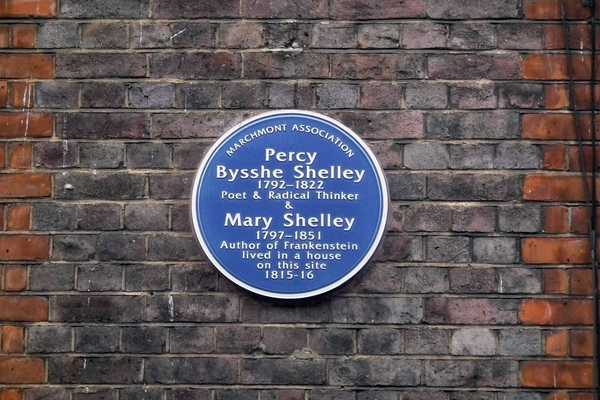 MARCHMONT ASSOCIATION
Percy
Bysshe Shelley
1792–1822
Poet & Radical Thinker
&
Mary Shelley
1797–1851
Author of Frankenstein
lived in a house
on this site
1815-16